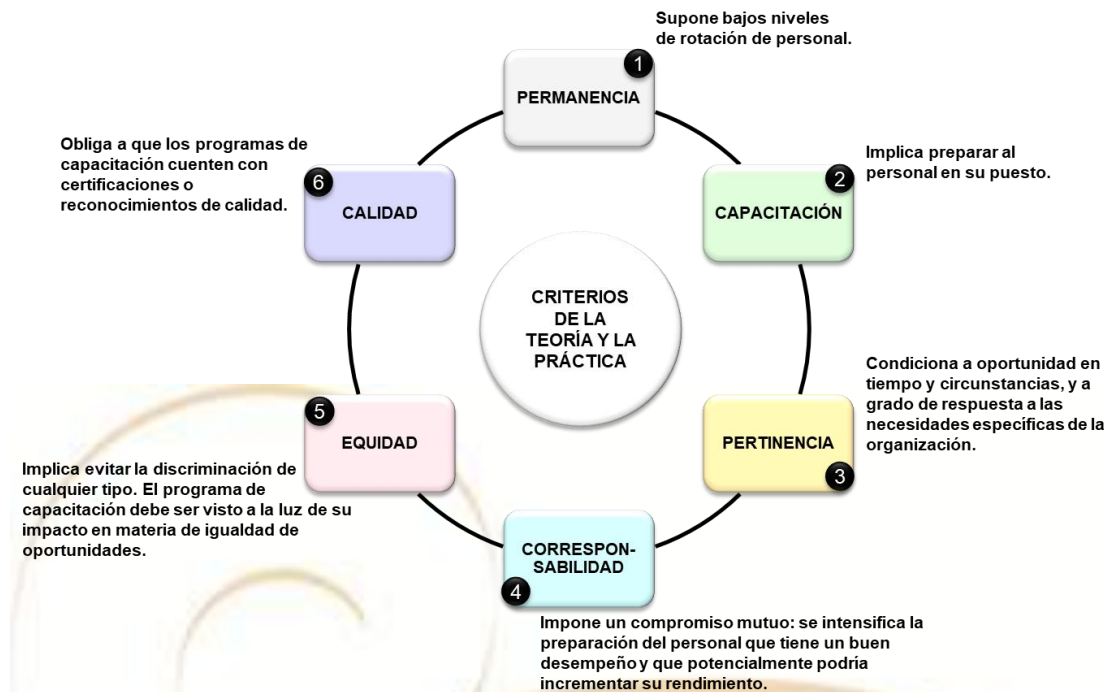 Supone bajos niveles
de rotación de personal.
1
PERMANENCIA
Implica preparar al
personal en su puesto.
2
CAPACITACIÓN
Condiciona a oportunidad en
tiempo y circunstancias, y a
grado de respuesta a las
necesidades específicas de la
organización.
PERTINENCIA
3
CORRESPON-
SABILIDAD
4
Impone un compromiso mutuo: se intensifica la
preparación del personal que tiene un buen
desempeño y que potencialmente podría
incrementar su rendimiento.
5
EQUIDAD
Implica evitar la discriminación de
cualquier tipo. El programa de
capacitación debe ser visto a la luz de su
impacto en materia de igualdad de
oportunidades.
Obliga a que los programas de
capacitación cuenten con
certificaciones o
reconocimientos de calidad.
6
CALIDAD
CRITERIOS
DE LA
TEORÍA Y LA
PRÁCTICA